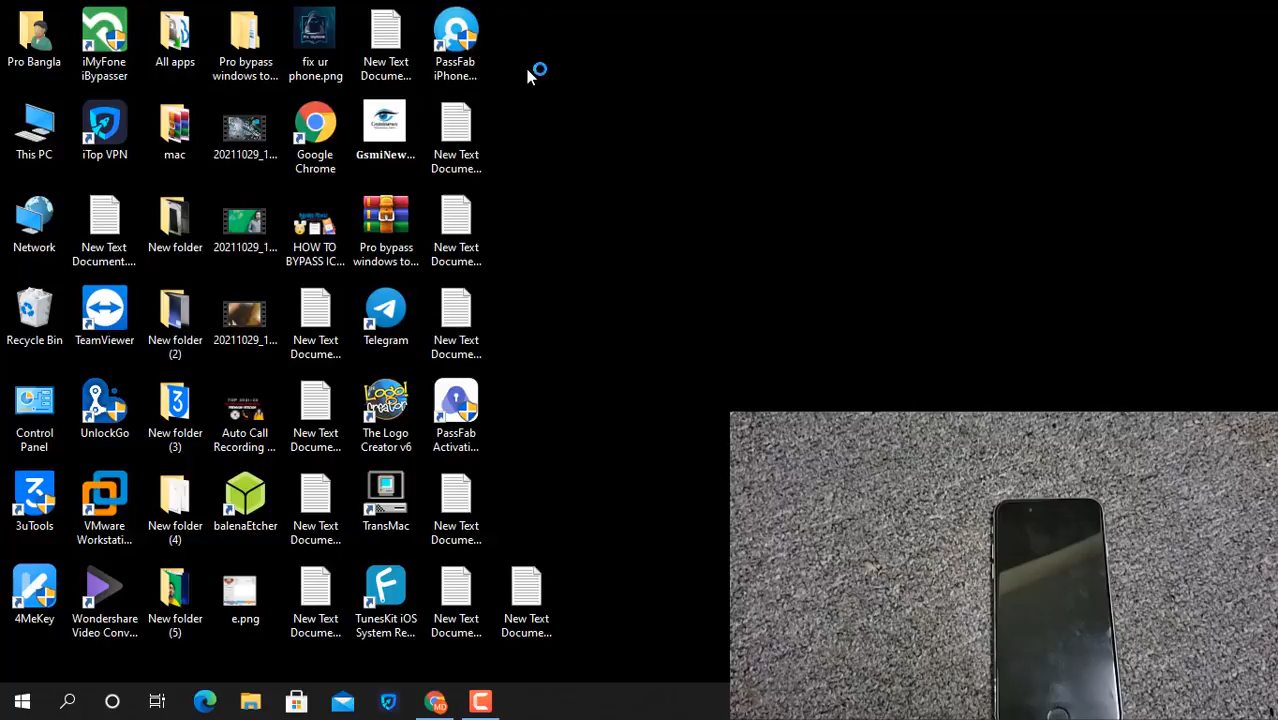 Pro Bangla
iMyFone
iBypasser
All apps
Pro bypass
windows to...
fix ur
phone.png
New Text
Docume...
PassFab
iPhone...
This PC
iTop VPN
mac
20211029_1...
Google
Chrome
GsmiNew...
New Text
Docume...
Network
New Text
Document....
New folder
20211029_1...
HOW TO
BYPASS IC...
Pro bypass
windows to...
New Text
Docume...
Recycle Bin
TeamViewer
New folder
(2)
20211029_1...
New Text
Docume...
Telegram
New Text
Docume...
Control
Panel
UnlockGo
New folder
(3)
Auto Call
Recording ...
New Text
Docume...
The Logo
Creator v6
PassFab
Activati...
3uTools
VMware
Workstati...
New folder
(4)
balenaEtcher
New Text
Docume...
TransMac
New Text
Docume...
4MeKey
Wondershare
Video Conv...
New folder
(5)
e.png
New Text
Docume...
TunesKit iOS
System Re...
New Text
Docume...
New Text
Docume...
MD